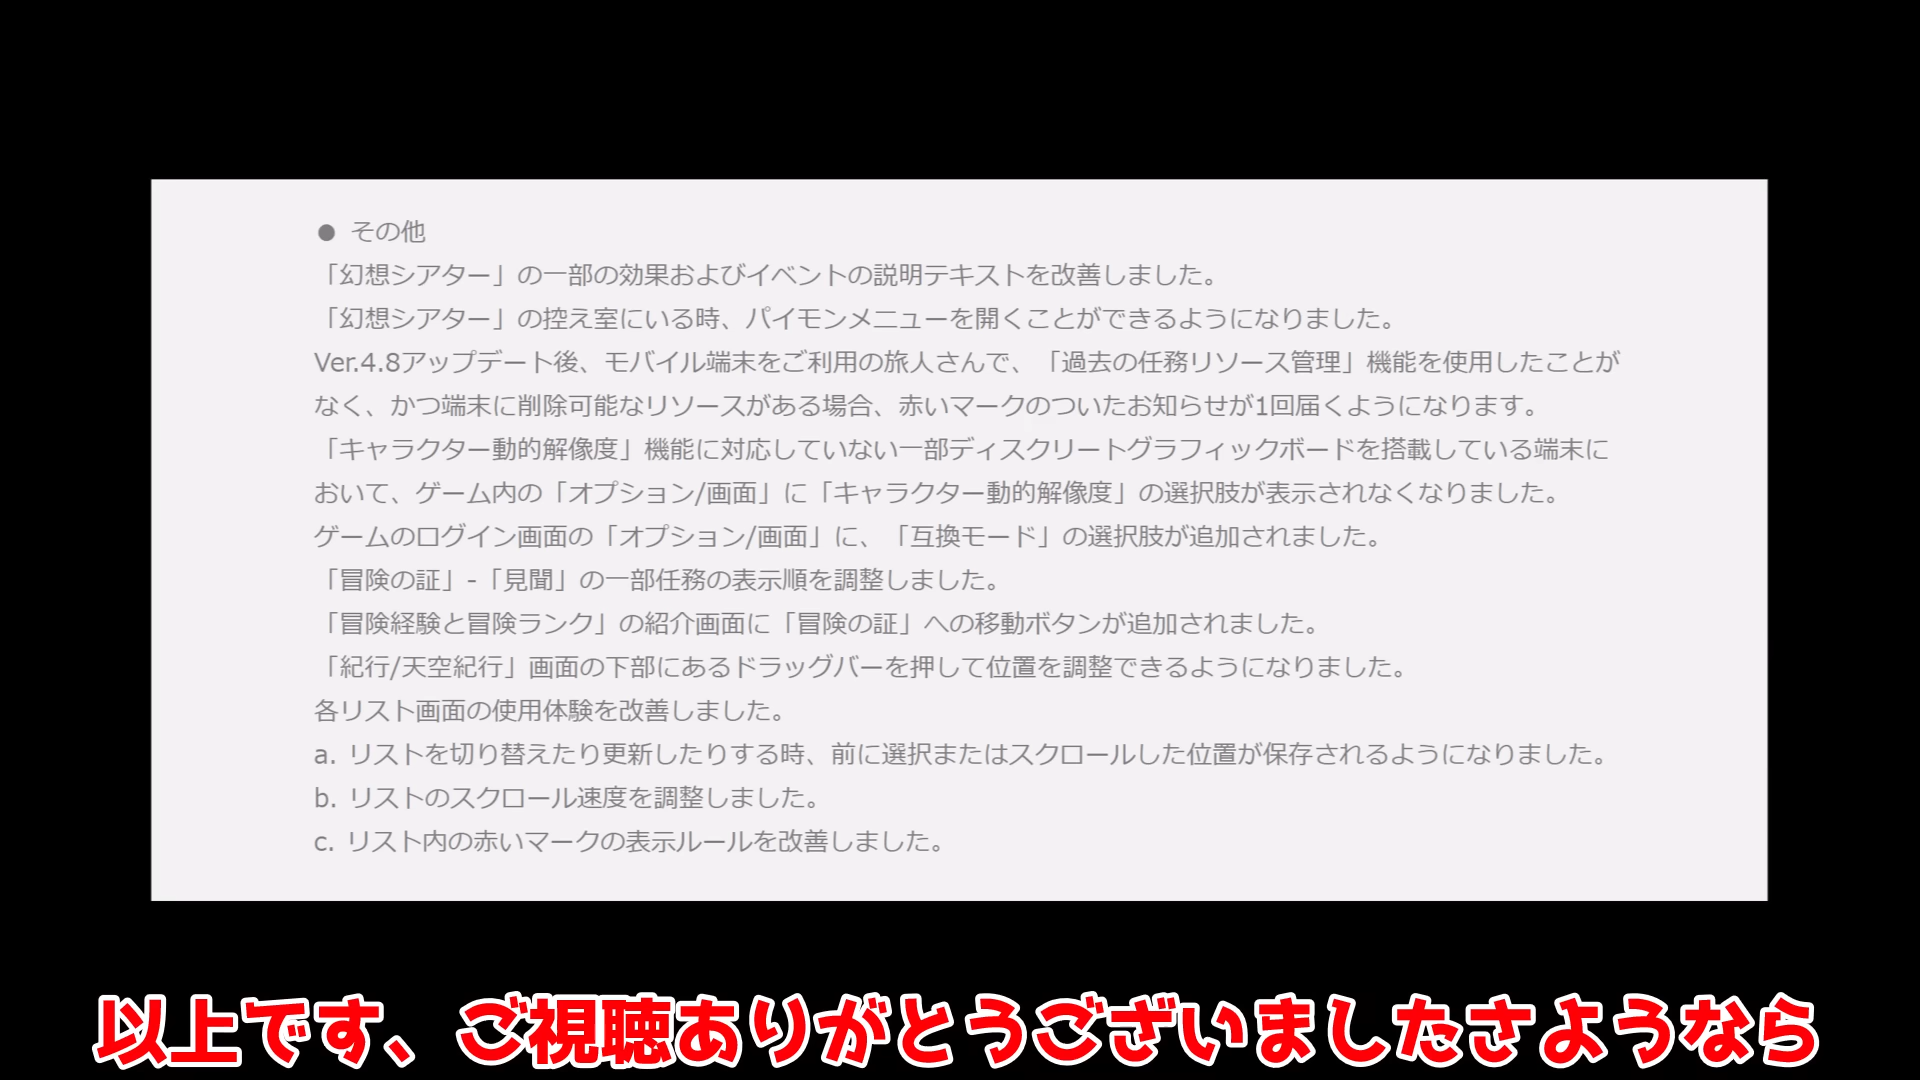 ● その他
「幻想シアター」の一部の効果およびイベントの説明テキストを改善しました。
「幻想シアター」の控え室にいる時、パイモンメニューを開くことができるようになりました。
Ver.4.8アップデート後、モバイル端末をご利用の旅人さんで、「過去の任務リソース管理」機能を使用したことが
なく、かつ端末に削除可能なリソースがある場合、赤いマークのついたお知らせが1回届くようになります。
「キャラクター動的解像度」機能に対応していない一部ディスクリートグラフィックボードを搭載している端末に
おいて、ゲーム内の「オプション/画面」に「キャラクター動的解像度」の選択肢が表示されなくなりました。
ゲームのログイン画面の「オプション/画面」に、「互換モード」の選択肢が追加されました。
「冒険の証」-「見聞」の一部任務の表示順を調整しました。
「冒険経験と冒険ランク」の紹介画面に「冒険の証」への移動ボタンが追加されました。
「紀行/天空紀行」画面の下部にあるドラッグバーを押して位置を調整できるようになりました。
各リスト画面の使用体験を改善しました。
a. リストを切り替えたり更新したりする時、前に選択またはスクロールした位置が保存されるようになりました。
b. リストのスクロール速度を調整しました。
c. リスト内の赤いマークの表示ルールを改善しました。
以上です、ご視聴ありがとうございましたさようなら